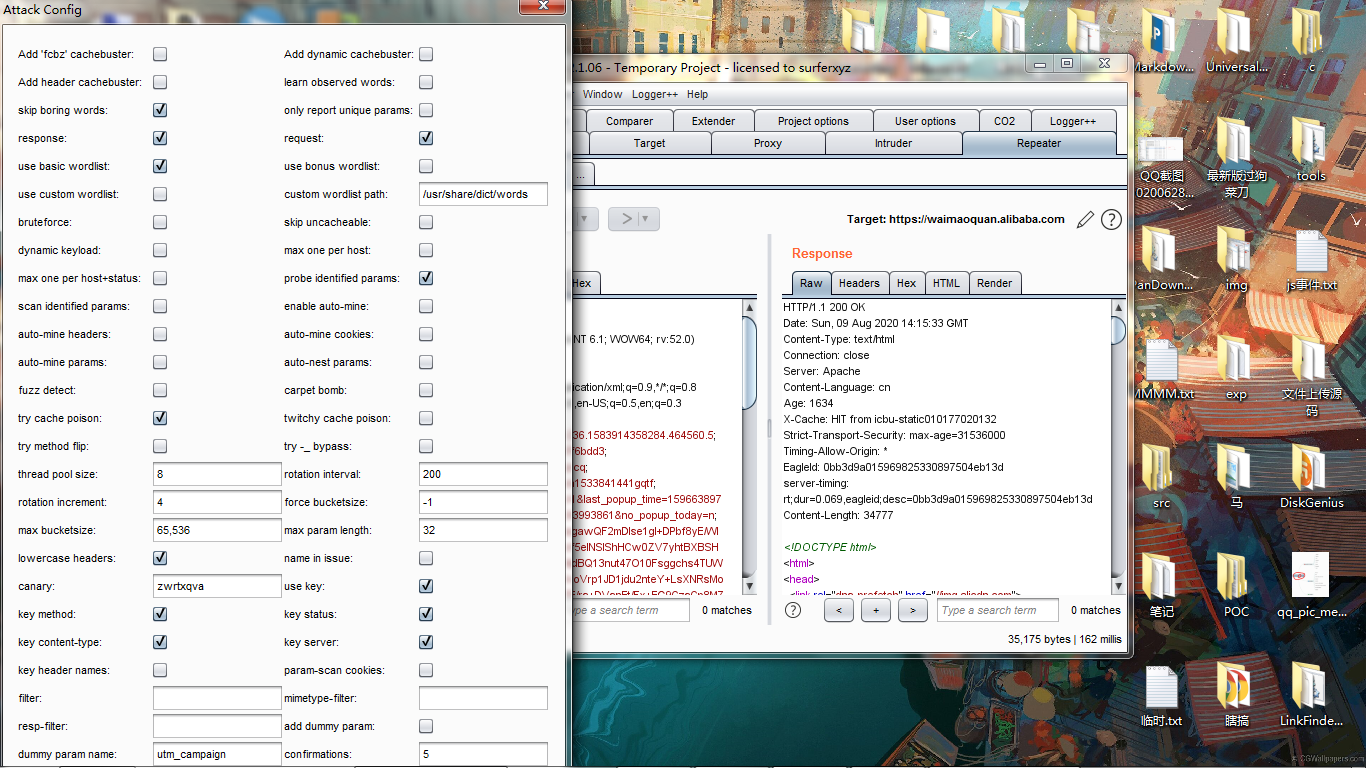 Attack Config
Add 'fcbz' cachebuster:
Add dynamic cachebuster:
Add header cachebuster:
learn observed words:
skip boring words:
only report unique params:
response:
request:
use basic wordlist:
use bonus wordlist:
use custom wordlist:
custom wordlist path: /usr/share/dict/words
bruteforce:
skip uncacheable:
dynamic keyload:
max one per host:
max one per host+status:
probe identified params:
scan identified params:
enable auto-mine:
auto-mine headers:
auto-mine cookies:
auto-mine params:
auto-nest params:
fuzz detect:
carpet bomb:
try cache poison:
twitchy cache poison:
try method flip:
try -_ bypass:
thread pool size: 8
rotation interval: 200
rotation increment: 4
force bucketsize: -1
max bucketsize: 65,536
max param length: 32
lowercase headers:
name in issue:
canary: zwrtxqva
use key:
key method:
key status:
key content-type:
key server:
key header names:
param-scan cookies:
filter:
mimetype-filter:
resp-filter:
add dummy param:
dummy param name: utm_campaign
confirmations: 5
.1.06 - Temporary Project - licensed to surferxyz
Window Logger++ Help
Comparer Extender Project options User options CO2 Logger++
Target Proxy Intruder Repeater
...
Target: https://waimaoquan.alibaba.com
Hex
NT 6.1; WOW64; rv:52.0)
ication/xml;q=0.9,*/*;q=0.8
,en-US;q=0.5,en;q=0.3
36.1583914358284.464560.5;
76bdd3;
cq;
n1533841441gqtf;
&last_popup_time=159663897
3993861&no_popup_today=n;
ype a search term
0 matches
Response
Raw Headers Hex HTML Render
HTTP/1.1 200 OK
Date: Sun, 09 Aug 2020 14:15:33 GMT
Content-Type: text/html
Connection: close
Server: Apache
Content-Language: cn
Age: 1634
X-Cache: HIT from icbu-static010177020132
Strict-Transport-Security: max-age=31536000
Timing-Allow-Origin: *
EagleId: 0bb3d9a015969825330897504eb13d
server-timing:
rt;dur=0.069,eagleid;desc=0bb3d9a015969825330897504eb13d
Content-Length: 34777
<!DOCTYPE html>
<html>
<head>
< + >
Type a search term
0 matches
35,175 bytes | 162 millis
Markdow...
Universal...
c
QQ截图
20200628...
最新版过狗
菜刀
tools
PanDown...
img
js事件.txt
MMMM.txt
exp
文件上传源
码
src
马
DiskGenius
笔记
POC
qq_pic_me...
临时.txt
瞎搞
LinkFinde...
CGWallpapers.com